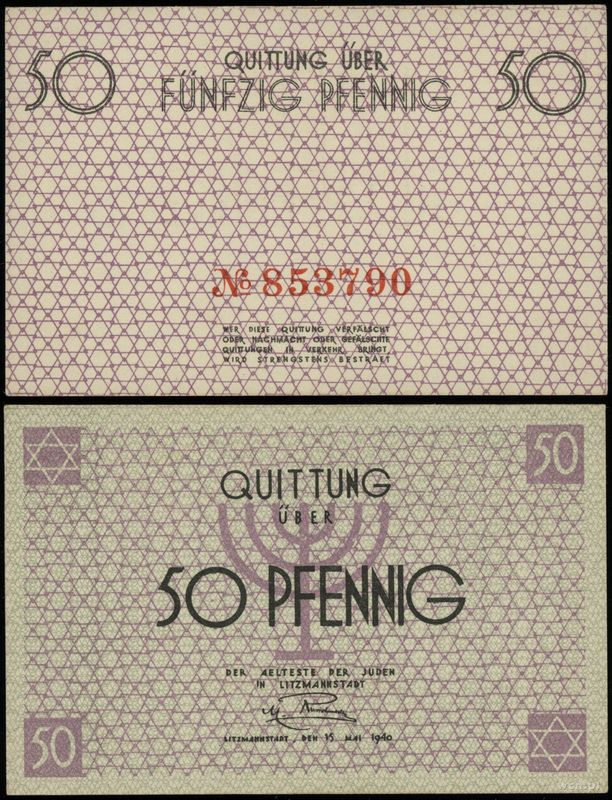 50
QUITTUNG ÜBER
FÜNFZIG PFENNIG
50
№ 853790
WER DIESE QUITTUNG VERFÄLSCHT
ODER NACHMACHT ODER GEFÄLSCHTE
QUITTUNGEN IN VERKEHR BRINGT,
WIRD STRENGSTENS BESTRAFT
50
QUITTUNG
ÜBER
50 PFENNIG
DER AELTESTE DER JUDEN
IN LITZMANNSTADT
LITZMANNSTADT, DEN 15. MAI 1940
50